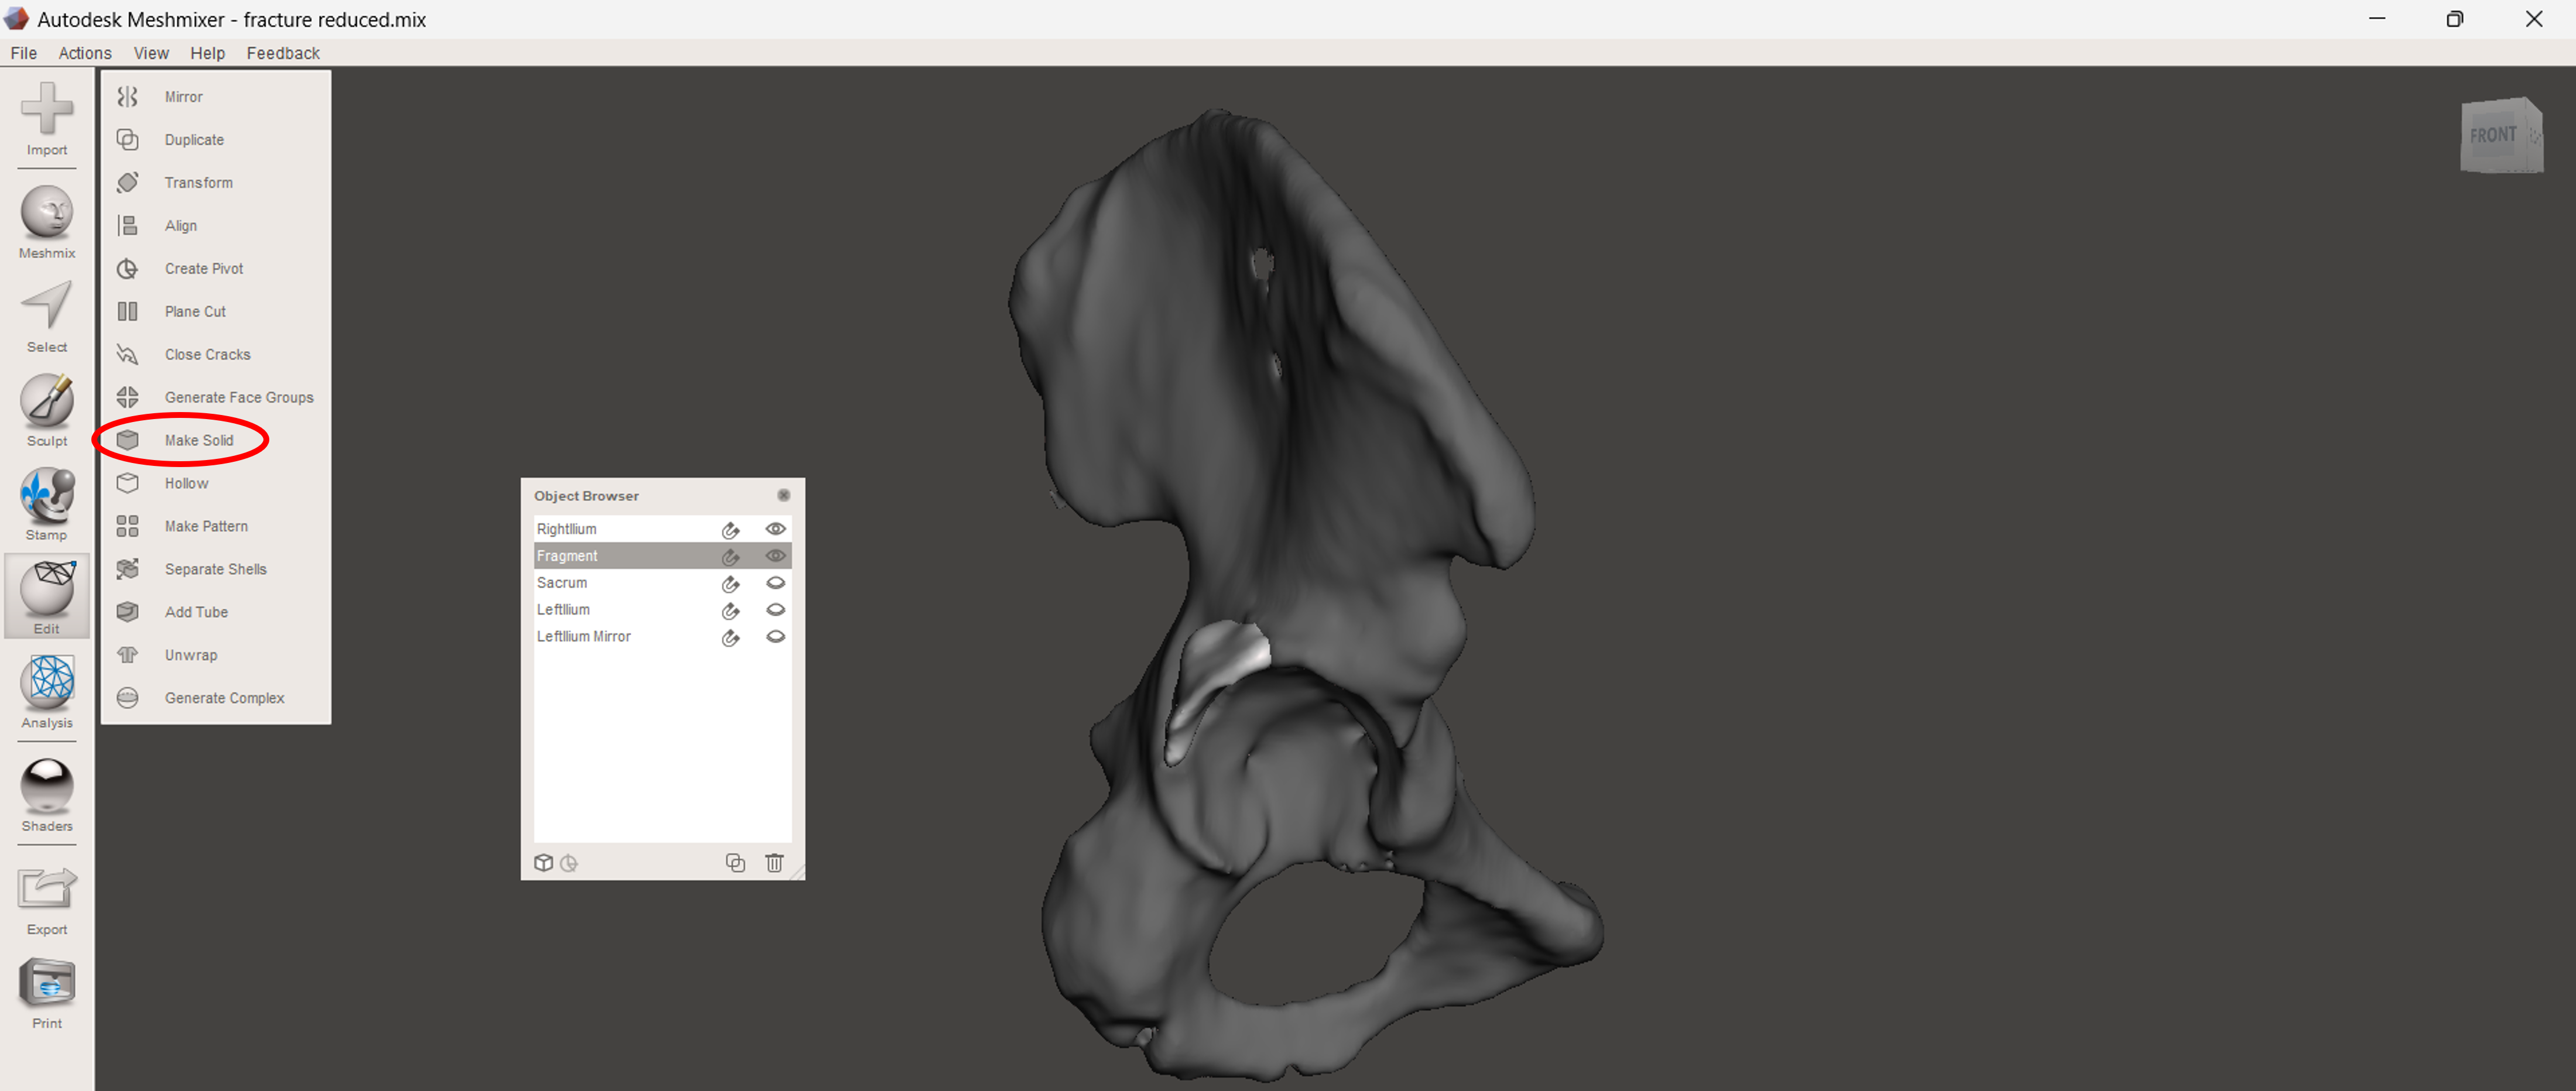 Autodesk Meshmixer - fracture reduced.mix
File Actions View Help Feedback
Import
Meshmix
Select
Sculpt
Stamp
Edit
Analysis
Shaders
Export
Print
Mirror
Duplicate
Transform
Align
Create Pivot
Plane Cut
Close Cracks
Generate Face Groups
Make Solid
Hollow
Make Pattern
Separate Shells
Add Tube
Unwrap
Generate Complex
Object Browser
RightIlium
Fragment
Sacrum
LeftIlium
LeftIlium Mirror
FRONT